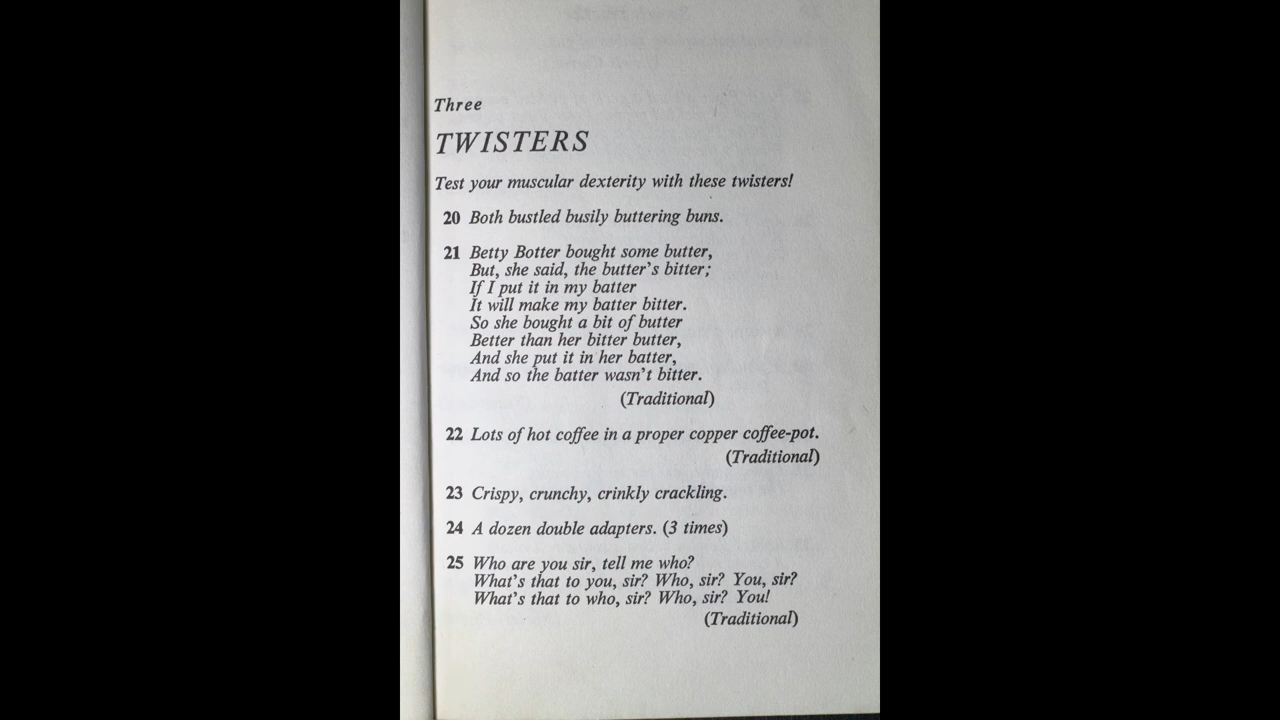 Three
TWISTERS
Test your muscular dexterity with these twisters!
20 Both bustled busily buttering buns.
21 Betty Botter bought some butter,
But, she said, the butter's bitter;
If I put it in my batter
It will make my batter bitter.
So she bought a bit of butter
Better than her bitter butter,
And she put it in her batter,
And so the batter wasn't bitter.
(Traditional)
22 Lots of hot coffee in a proper copper coffee-pot.
(Traditional)
23 Crispy, crunchy, crinkly crackling.
24 A dozen double adapters. (3 times)
25 Who are you sir, tell me who?
What's that to you, sir? Who, sir? You, sir?
What's that to who, sir? Who, sir? You!
(Traditional)